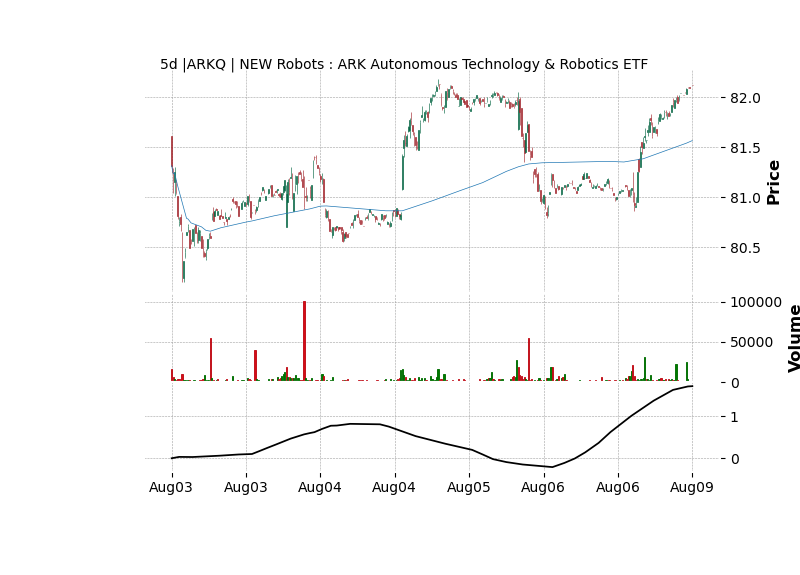 5d |ARKQ | NEW Robots : ARK Autonomous Technology & Robotics ETF
82.0
81.5
81.0
80.5
Price
100000
50000
0
Volume
1
0
Aug03 Aug03 Aug04 Aug04 Aug05 Aug06 Aug06 Aug09